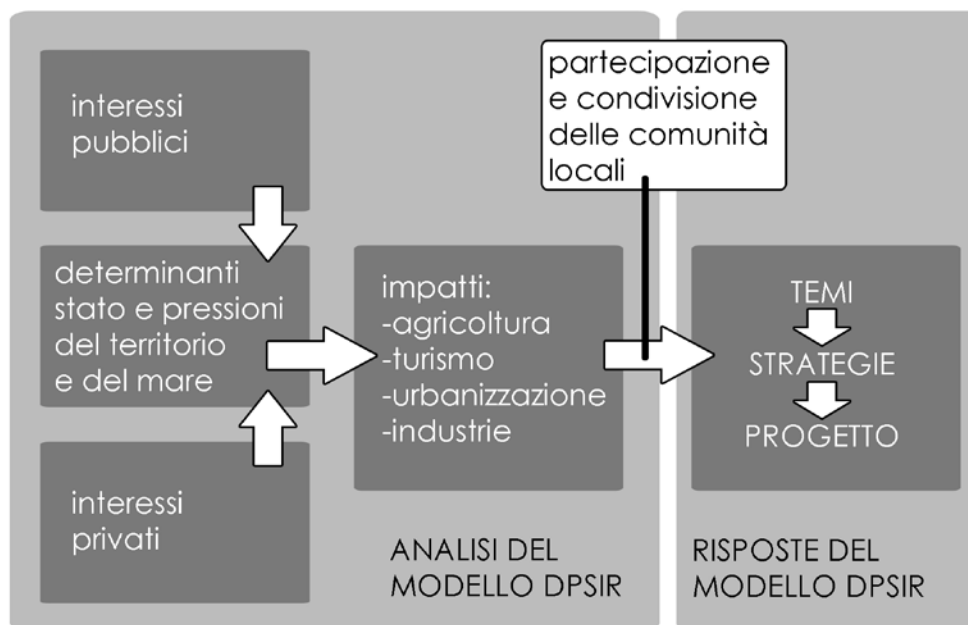 interessi
pubblici
determinanti
stato e pressioni
del territorio
e del mare
interessi
privati
impatti:
-agricoltura
-turismo
-urbanizzazione
-industrie
ANALISI DEL
MODELLO DPSIR
partecipazione
e condivisione
delle comunità
locali
TEMI
STRATEGIE
PROGETTO
RISPOSTE DEL
MODELLO DPSIR